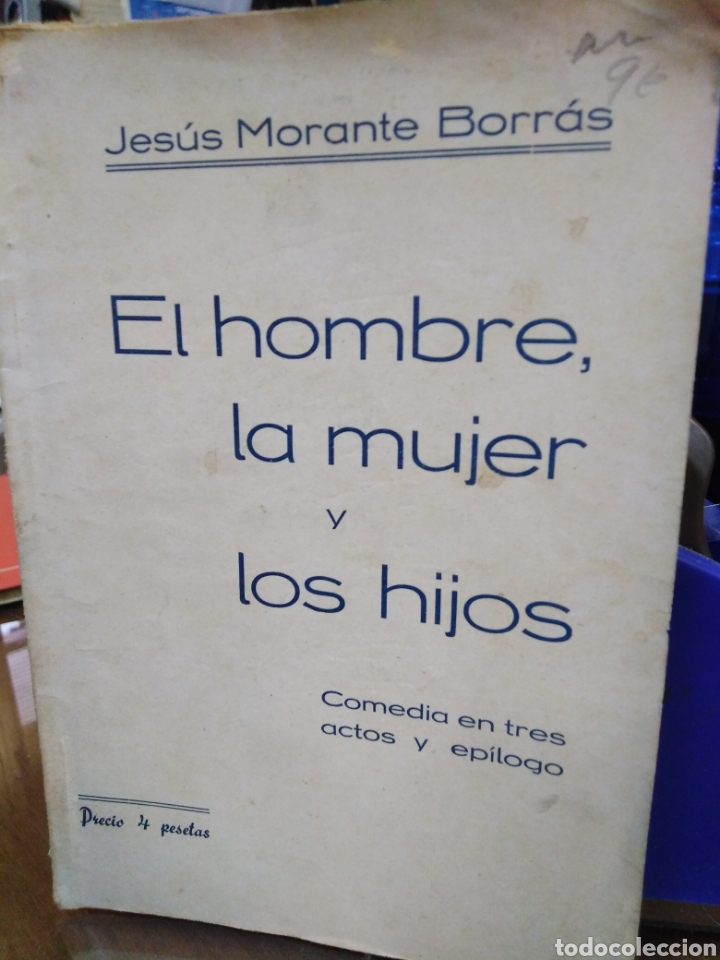 Jesús Morante Borrás
El hombre,
la mujer
y
los hijos
Comedia en tres
actos y epílogo
Precio 4 pesetas
todocoleccion